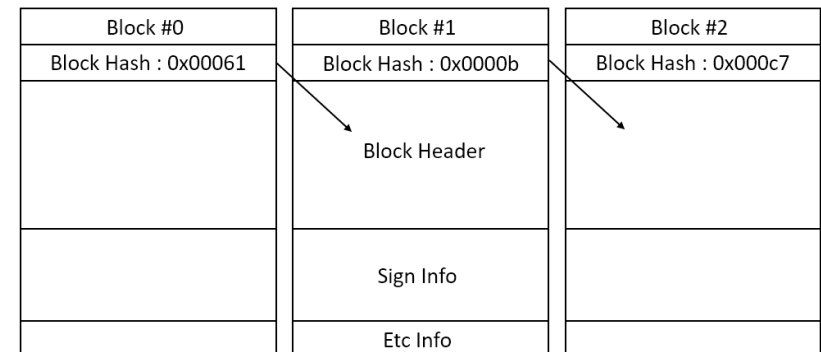 Block #0
Block Hash : 0x00061
Block #1
Block Hash : 0x0000b
Block Header
Sign Info
Etc Info
Block #2
Block Hash : 0x000c7